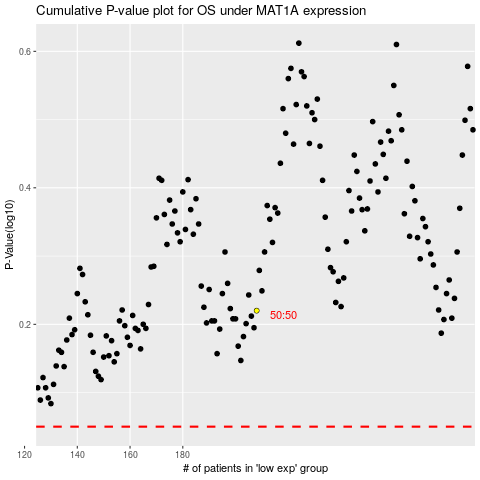 Cumulative P-value plot for OS under MAT1A expression
P-Value(log10)
0.6
0.4
0.2
50:50
120 140 160 180
# of patients in 'low exp' group